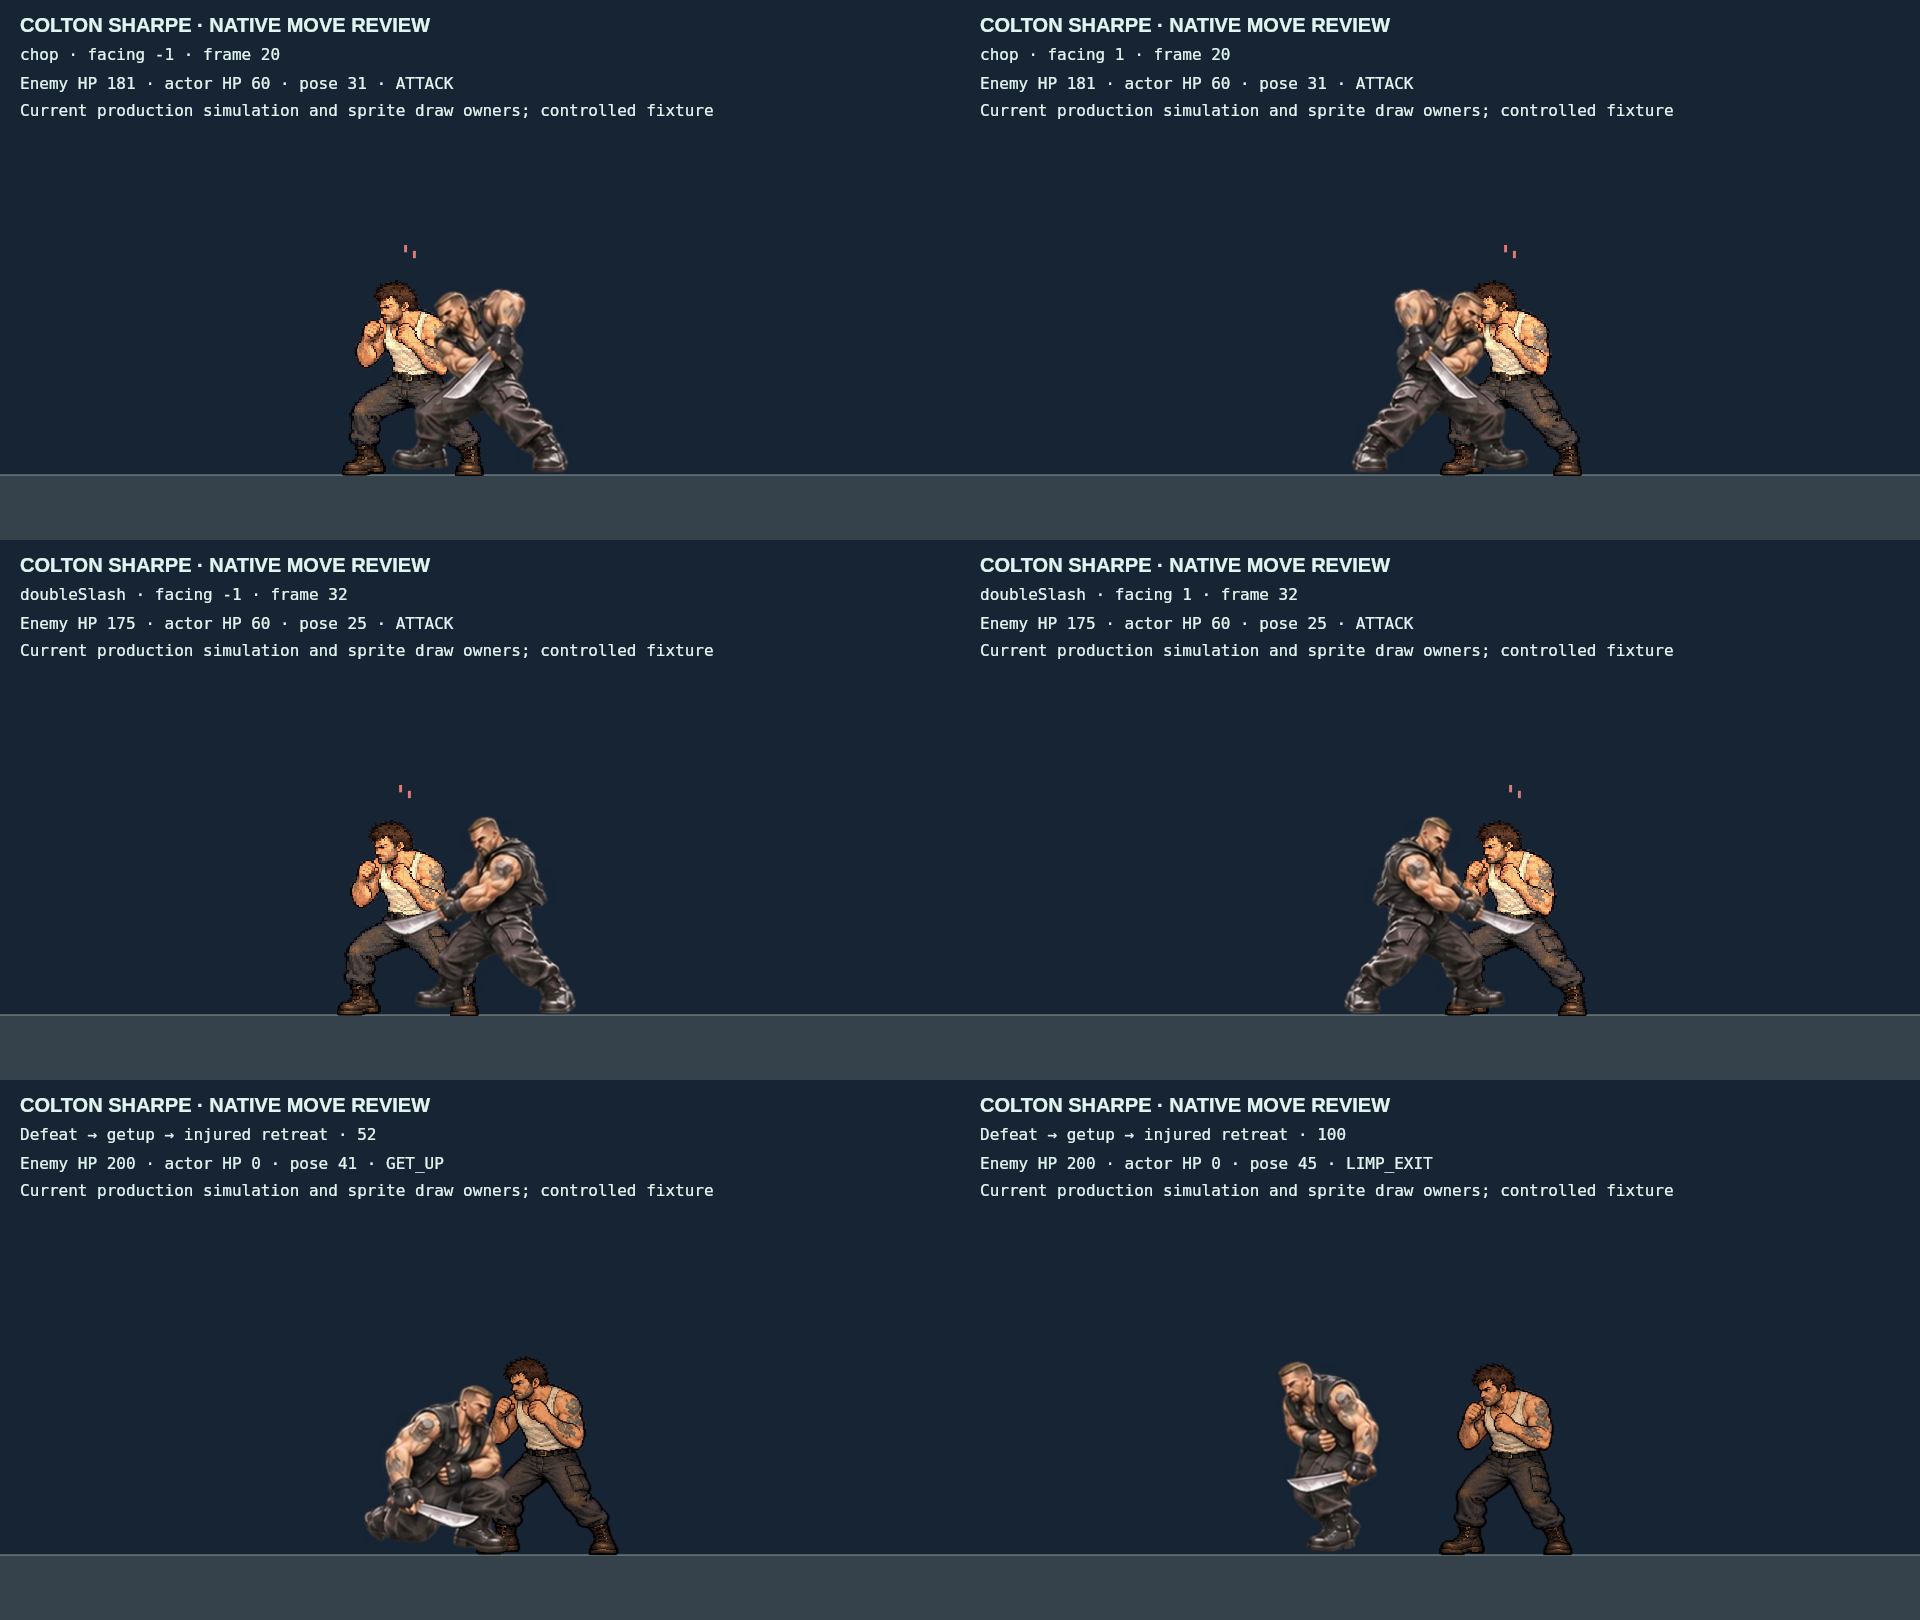 COLTON SHARPE · NATIVE MOVE REVIEW
chop · facing -1 · frame 20
Enemy HP 181 · actor HP 60 · pose 31 · ATTACK
Current production simulation and sprite draw owners; controlled fixture
COLTON SHARPE · NATIVE MOVE REVIEW
chop · facing 1 · frame 20
Enemy HP 181 · actor HP 60 · pose 31 · ATTACK
Current production simulation and sprite draw owners; controlled fixture
COLTON SHARPE · NATIVE MOVE REVIEW
doubleSlash · facing -1 · frame 32
Enemy HP 175 · actor HP 60 · pose 25 · ATTACK
Current production simulation and sprite draw owners; controlled fixture
COLTON SHARPE · NATIVE MOVE REVIEW
doubleSlash · facing 1 · frame 32
Enemy HP 175 · actor HP 60 · pose 25 · ATTACK
Current production simulation and sprite draw owners; controlled fixture
COLTON SHARPE · NATIVE MOVE REVIEW
Defeat → getup → injured retreat · 52
Enemy HP 200 · actor HP 0 · pose 41 · GET_UP
Current production simulation and sprite draw owners; controlled fixture
COLTON SHARPE · NATIVE MOVE REVIEW
Defeat → getup → injured retreat · 100
Enemy HP 200 · actor HP 0 · pose 45 · LIMP_EXIT
Current production simulation and sprite draw owners; controlled fixture